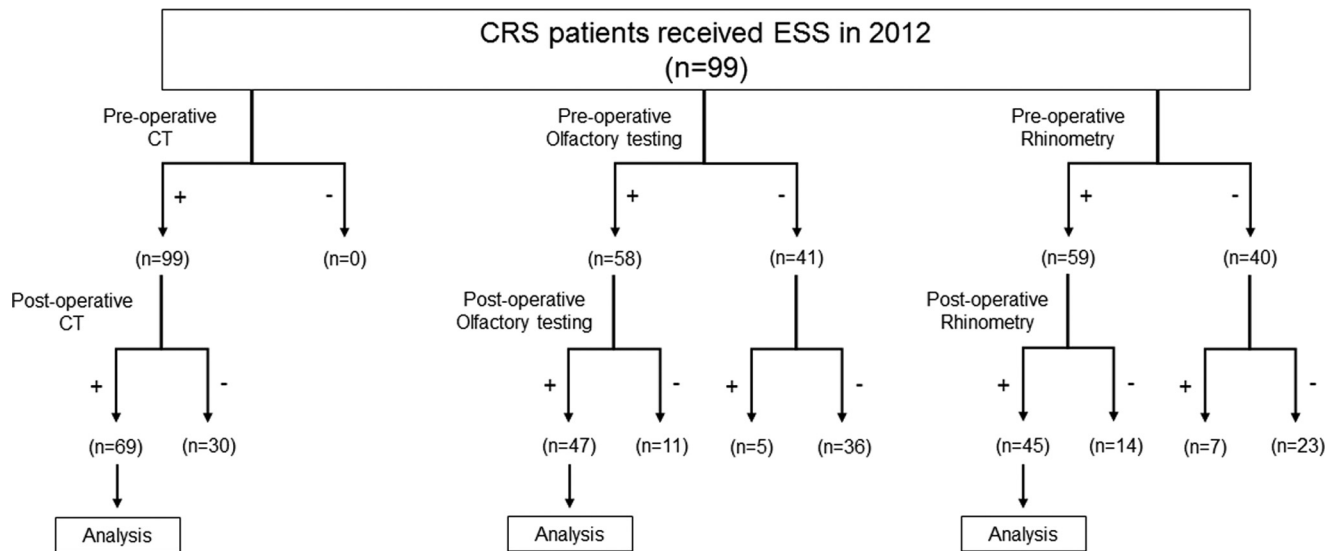 CRS patients received ESS in 2012
(n=99)
Pre-operative
CT
Pre-operative
Olfactory testing
Pre-operative
Rhinometry
+
-
+
-
+
-
(n=99)
(n=0)
(n=58)
(n=41)
(n=59)
(n=40)
Post-operative
CT
Post-operative
Olfactory testing
Post-operative
Rhinometry
+
-
+
-
+
-
+
-
+
-
(n=69)
(n=30)
(n=47)
(n=11)
(n=5)
(n=36)
(n=45)
(n=14)
(n=7)
(n=23)
Analysis
Analysis
Analysis